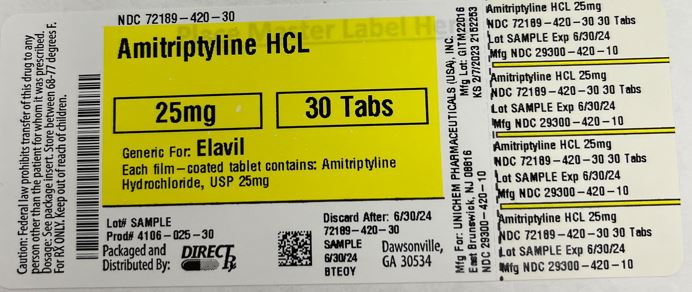 Caution: Federal law prohibits transfer of this drug to any
person other than the patient for whom it was prescribed.
Dosage: See package insert. Store between 68-77 degrees F.
For RX ONLY. Keep out of reach of children.
NDC 72189-420-30
Place Master Label He
Amitriptyline HCL
25mg
30 Tabs
Generic For: Elavil
Each film-coated tablet contains: Amitriptyline
Hydrochloride, USP 25mg
Lot# SAMPLE
Prod# 4106-025-30
Packaged and
Distributed By:
DIRECT Rx
Discard After: 6/30/24
72189-420-30
SAMPLE
6/30/24
BTEOY
Dawsonville,
GA 30534
Mfg For: UNICHEM PHARMACEUTICALS (USA), INC.
East Brunswick, NJ 08816
NDC 29300-420-10
Mfg Lot: GITM22016
KS 2/7/2023 2152253
Amitriptyline HCL 25mg
NDC 72189-420-30 30 Tabs
Lot SAMPLE Exp 6/30/24
Mfg NDC 29300-420-10
Amitriptyline HCL 25mg
NDC 72189-420-30 30 Tabs
Lot SAMPLE Exp 6/30/24
Mfg NDC 29300-420-10
Amitriptyline HCL 25mg
NDC 72189-420-30 30 Tabs
Lot SAMPLE Exp 6/30/24
Mfg NDC 29300-420-10
Amitriptyline HCL 25mg
NDC 72189-420-30 30 Tabs
Lot SAMPLE Exp 6/30/24
Mfg NDC 29300-420-10